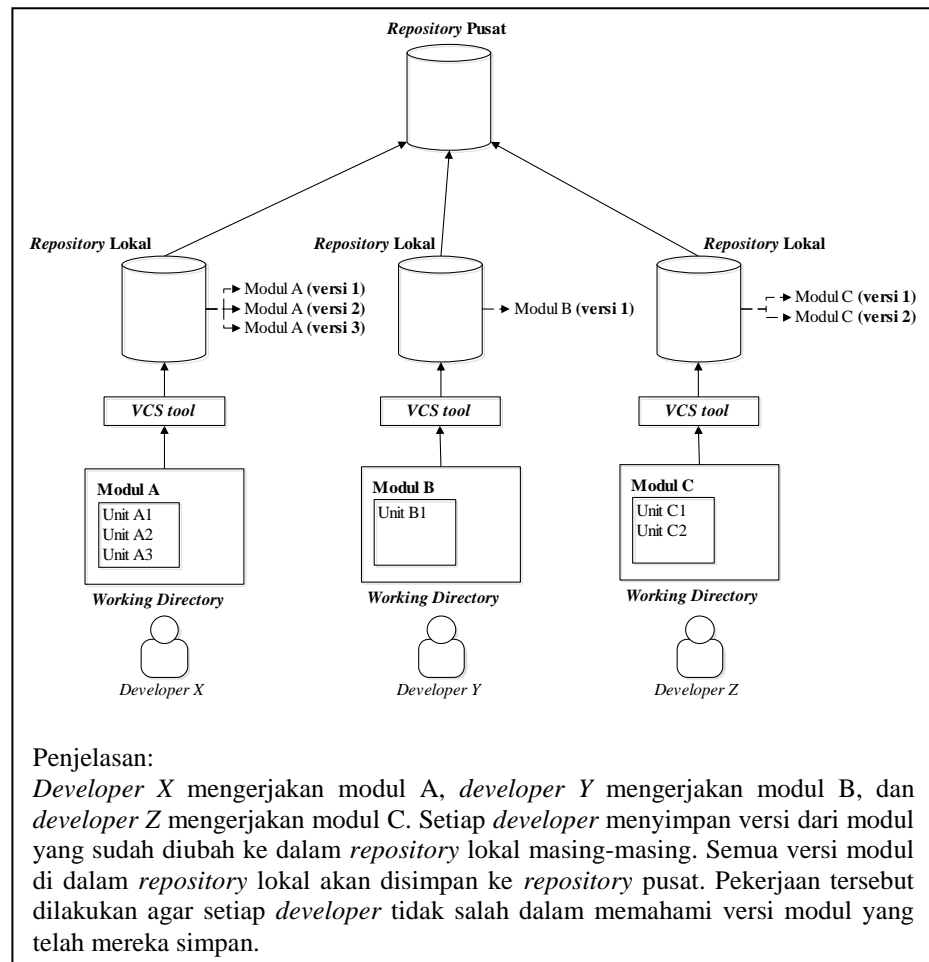 Repository Pusat
Repository Lokal
Repository Lokal
Repository Lokal
Modul A (versi 1)
Modul A (versi 2)
Modul A (versi 3)
Modul B (versi 1)
Modul C (versi 1)
Modul C (versi 2)
VCS tool
VCS tool
VCS tool
Modul A
Unit A1
Unit A2
Unit A3
Modul B
Unit B1
Modul C
Unit C1
Unit C2
Working Directory
Working Directory
Working Directory
Developer X
Developer Y
Developer Z
Penjelasan:
Developer X mengerjakan modul A, developer Y mengerjakan modul B, dan
developer Z mengerjakan modul C. Setiap developer menyimpan versi dari modul
yang sudah diubah ke dalam repository lokal masing-masing. Semua versi modul
di dalam repository lokal akan disimpan ke repository pusat. Pekerjaan tersebut
dilakukan agar setiap developer tidak salah dalam memahami versi modul yang
telah mereka simpan.